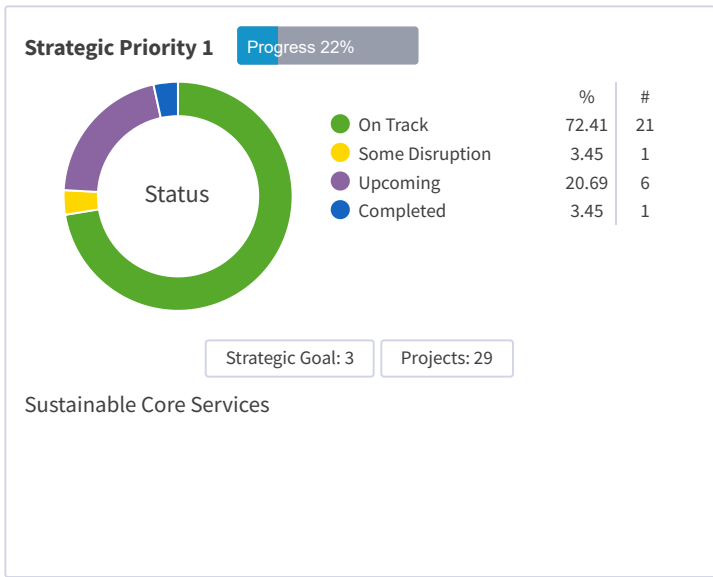 Strategic Priority 1 Progress 22%
% #
Status
On Track 72.41 21
Some Disruption 3.45 1
Upcoming 20.69 6
Completed 3.45 1
Strategic Goal: 3 Projects: 29
Sustainable Core Services